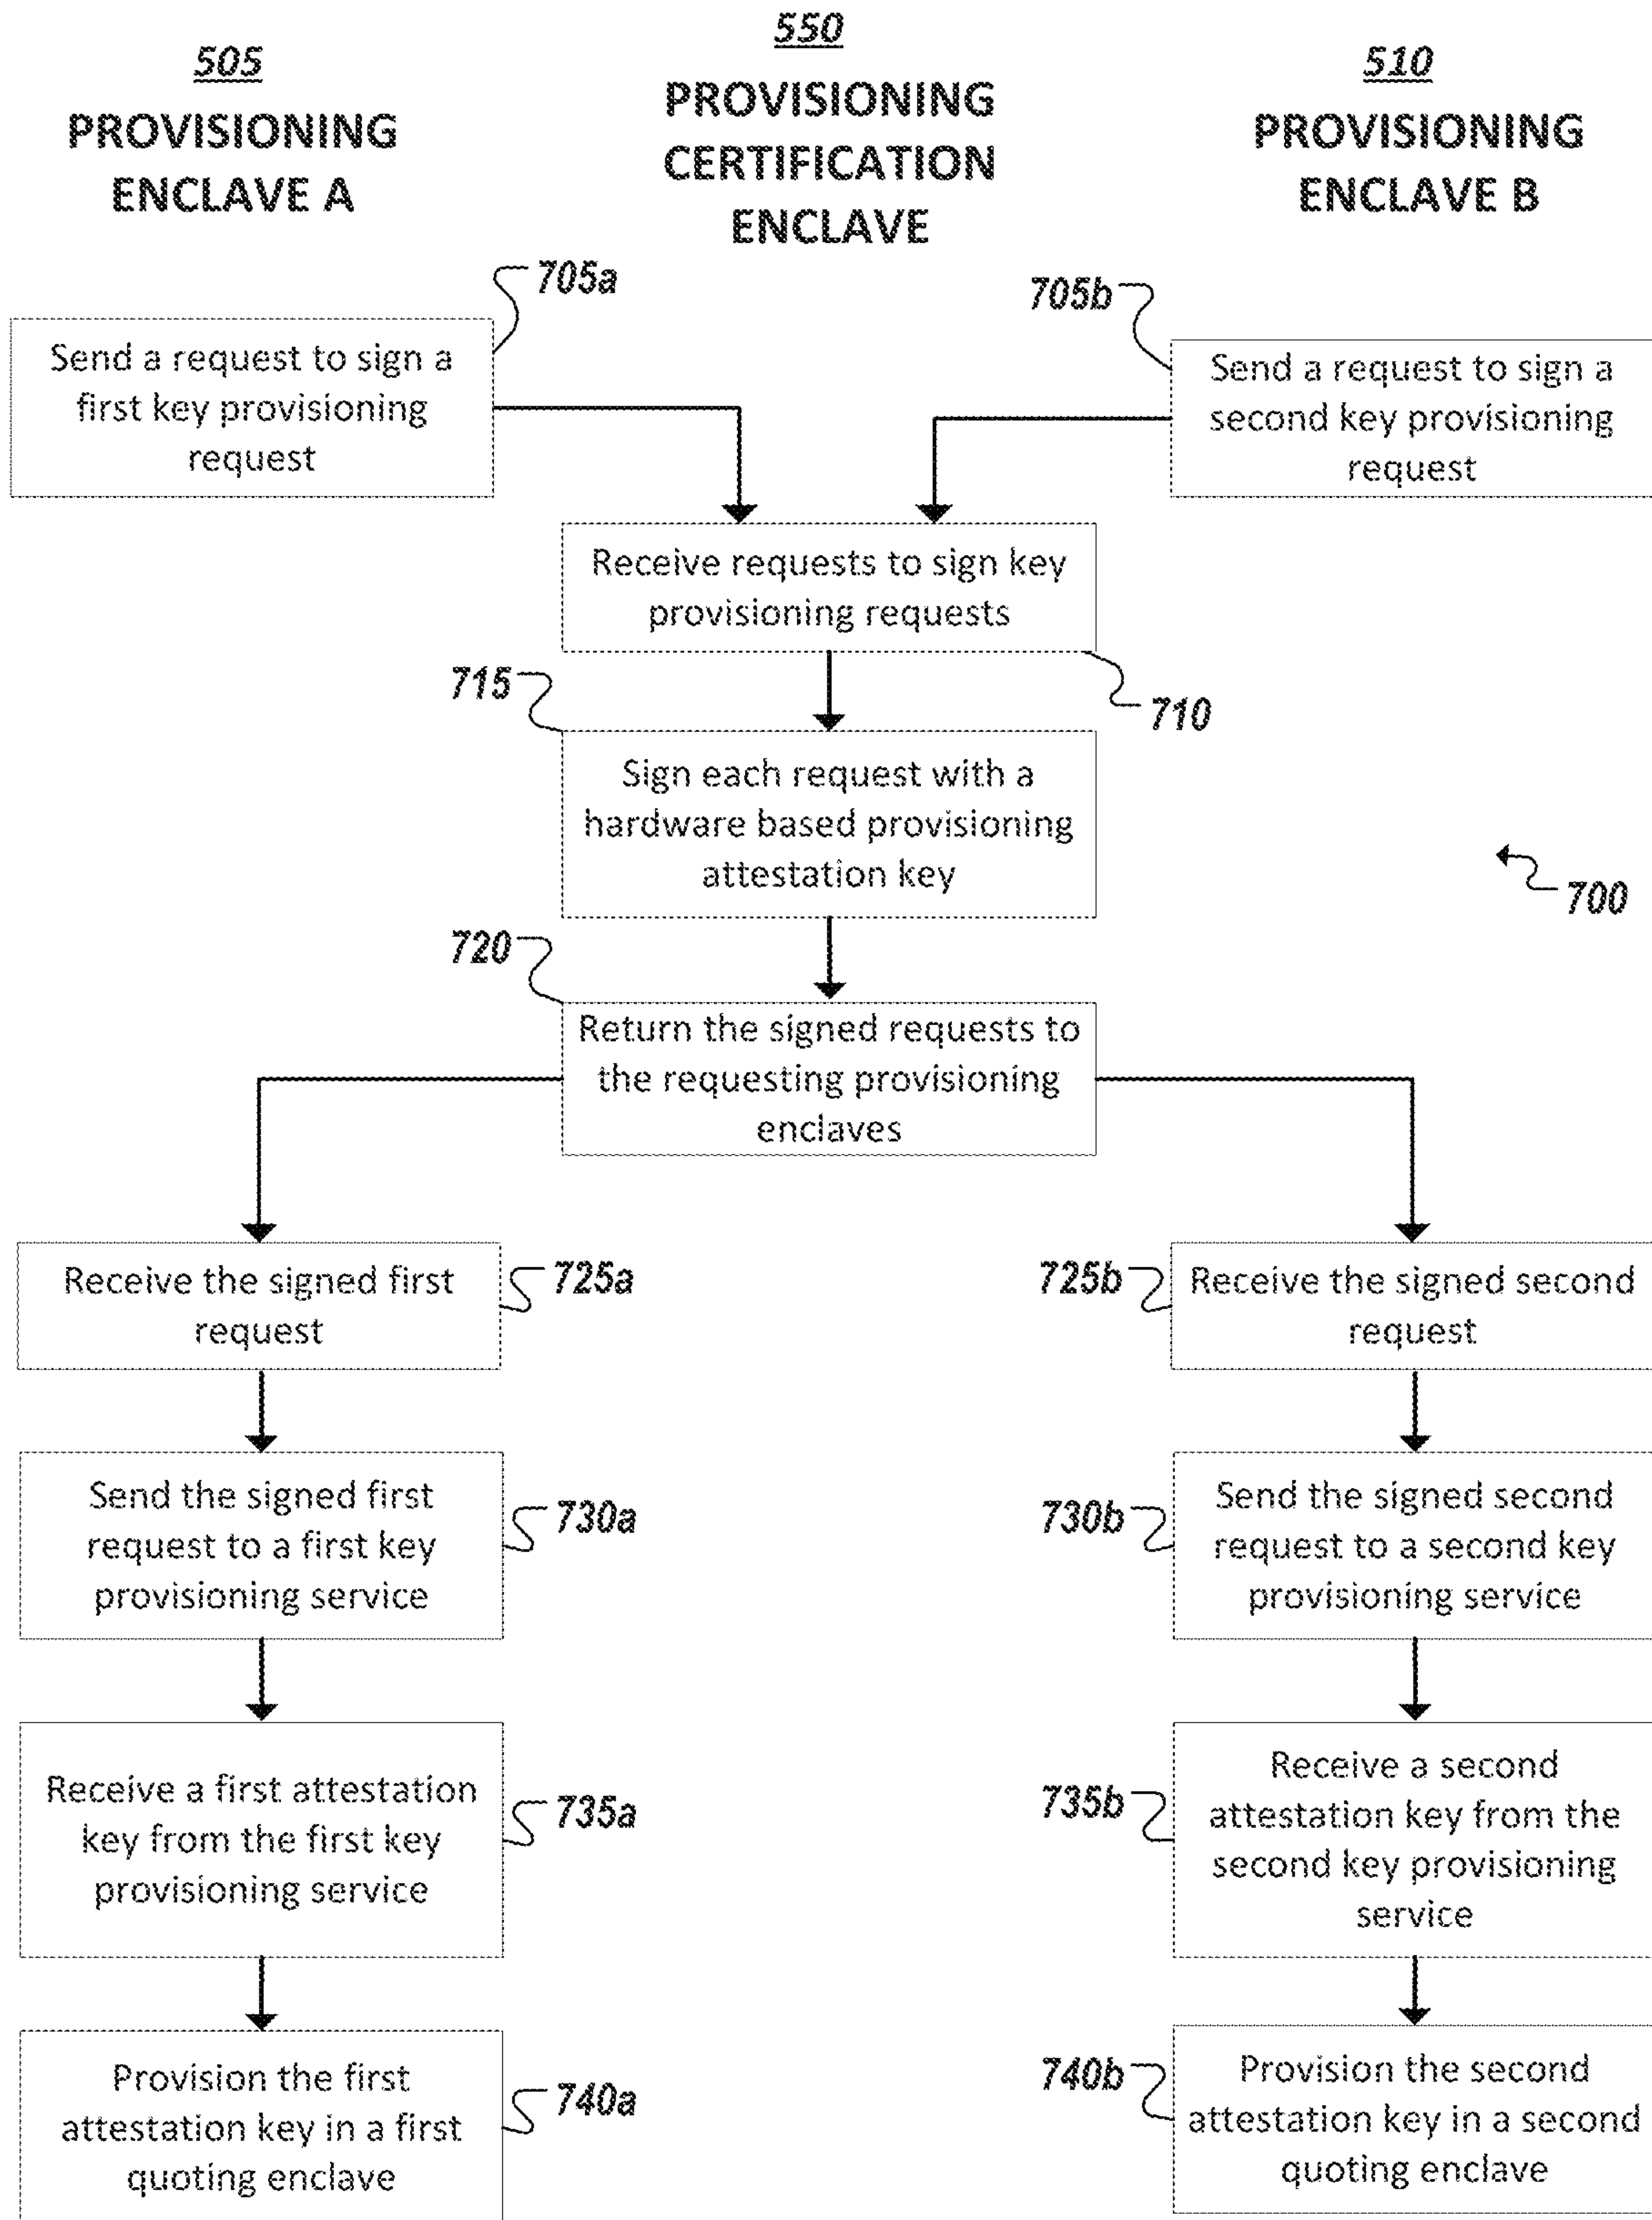 505
PROVISIONING
ENCLAVE A
550
PROVISIONING
CERTIFICATION
ENCLAVE
510
PROVISIONING
ENCLAVE B
705a
Send a request to sign a
first key provisioning
request
705b
Send a request to sign a
second key provisioning
request
Receive requests to sign key
provisioning requests
710
715
Sign each request with a
hardware based provisioning
attestation key
700
720
Return the signed requests to
the requesting provisioning
enclaves
Receive the signed first
request
725a
725b
Receive the signed second
request
Send the signed first
request to a first key
provisioning service
730a
730b
Send the signed second
request to a second key
provisioning service
Receive a first attestation
key from the first key
provisioning service
735a
735b
Receive a second
attestation key from the
second key provisioning
service
Provision the first
attestation key in a first
quoting enclave
740a
740b
Provision the second
attestation key in a second
quoting enclave